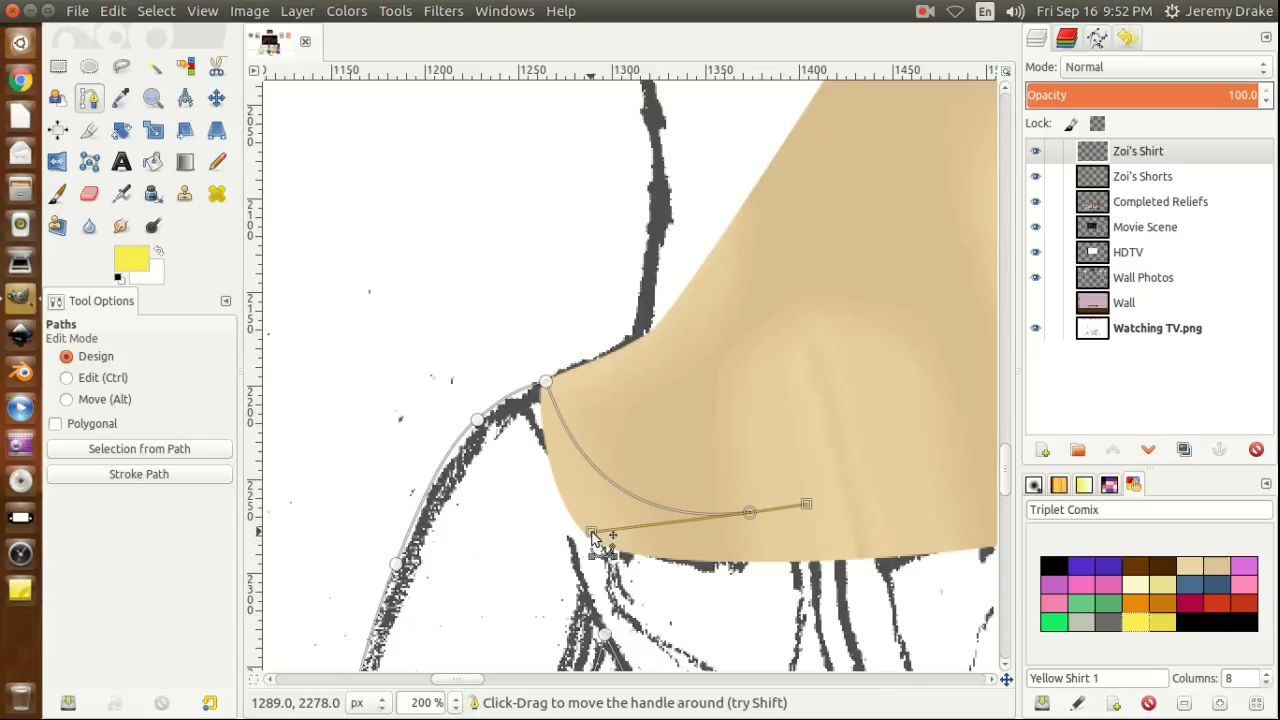 File Edit Select View Image Layer Colors Tools Filters Windows Help En Fri Sep 16 9:52 PM Jeremy Drake
Mode: Normal
1150 1200 1250 1300 1350 1400 1450
Opacity 100.0
Lock:
Zoi's Shirt
Zoi's Shorts
Completed Reliefs
Movie Scene
HDTV
Wall Photos
Wall
Watching TV.png
Tool Options
Paths
Edit Mode
Design
Edit (Ctrl)
Move (Alt)
Polygonal
Selection from Path
Stroke Path
Triplet Comix
Yellow Shirt 1 Columns: 8
1289.0, 2278.0 px 200 % Click-Drag to move the handle around (try Shift)